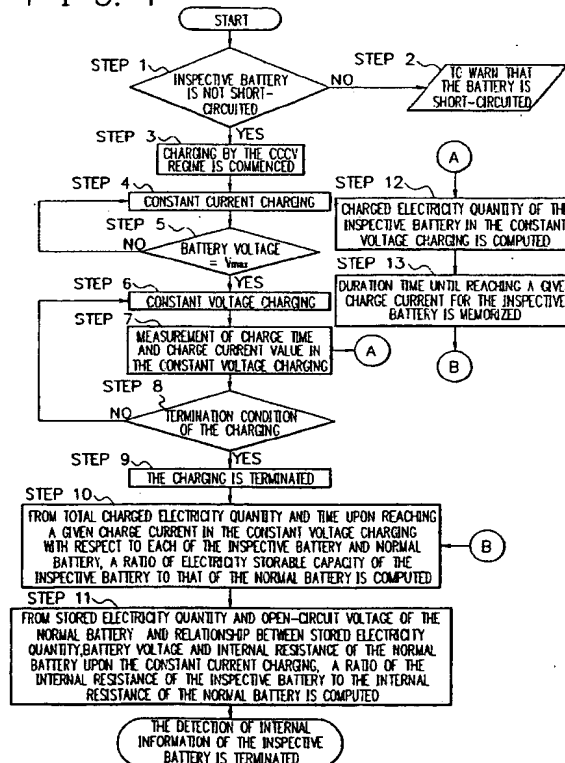 START
STEP 1
INSPECTIVE BATTERY
IS NOT SHORT-
CIRCUITED
NO
STEP 2
TO WARN THAT
THE BATTERY IS
SHORT-CIRCUITED
YES
STEP 3
CHARGING BY THE CCCV
REGIME IS COMMENCED
STEP 4
CONSTANT CURRENT CHARGING
STEP 5
BATTERY VOLTAGE
= Vmax
NO
YES
STEP 6
CONSTANT VOLTAGE CHARGING
STEP 7
MEASUREMENT OF CHARGE TIME
AND CHARGE CURRENT VALUE IN
THE CONSTANT VOLTAGE CHARGING
A
STEP 8
TERMINATION CONDITION
OF THE CHARGING
NO
YES
STEP 9
THE CHARGING IS TERMINATED
STEP 10
FROM TOTAL CHARGED ELECTRICITY QUANTITY AND TIME UPON REACHING
A GIVEN CHARGE CURRENT IN THE CONSTANT VOLTAGE CHARGING
WITH RESPECT TO EACH OF THE INSPECTIVE BATTERY AND NORMAL
BATTERY, A RATIO OF ELECTRICITY STORABLE CAPACITY OF THE
INSPECTIVE BATTERY TO THAT OF THE NORMAL BATTERY IS COMPUTED
B
STEP 11
FROM STORED ELECTRICITY QUANTITY AND OPEN-CIRCUIT VOLTAGE OF THE
NORMAL BATTERY AND RELATIONSHIP BETWEEN STORED ELECTRICITY
QUANTITY,BATTERY VOLTAGE AND INTERNAL RESISTANCE OF THE NORMAL
BATTERY UPON THE CONSTANT CURRENT CHARGING, A RATIO OF THE
INTERNAL RESISTANCE OF THE INSPECTIVE BATTERY TO THE INTERNAL
RESISTANCE OF THE NORMAL BATTERY IS COMPUTED
THE DETECTION OF INTERNAL
INFORMATION OF THE INSPECTIVE
BATTERY IS TERMINATED
A
STEP 12
CHARGED ELECTRICITY QUANTITY OF THE
INSPECTIVE BATTERY IN THE CONSTANT
VOLTAGE CHARGING IS COMPUTED
STEP 13
DURATION TIME UNTIL REACHING A GIVEN
CHARGE CURRENT FOR THE INSPECTIVE
BATTERY IS MEMORIZED
B